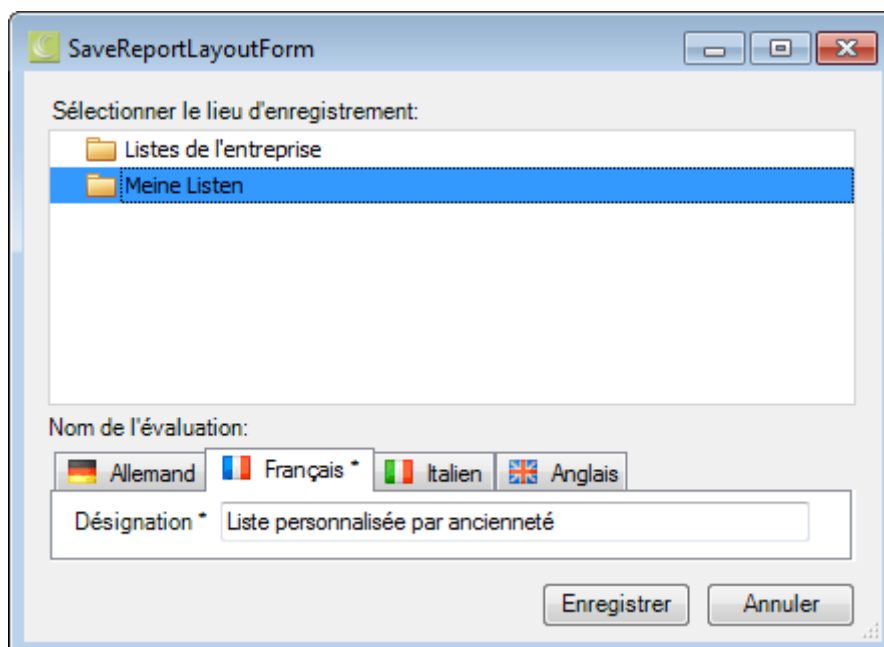 SaveReportLayoutForm
Sélectionner le lieu d'enregistrement:
Listes de l'entreprise
Meine Listen
Nom de l'évaluation:
Allemand Français * Italien Anglais
Désignation * Liste personnalisée par ancienneté
Enregistrer Annuler